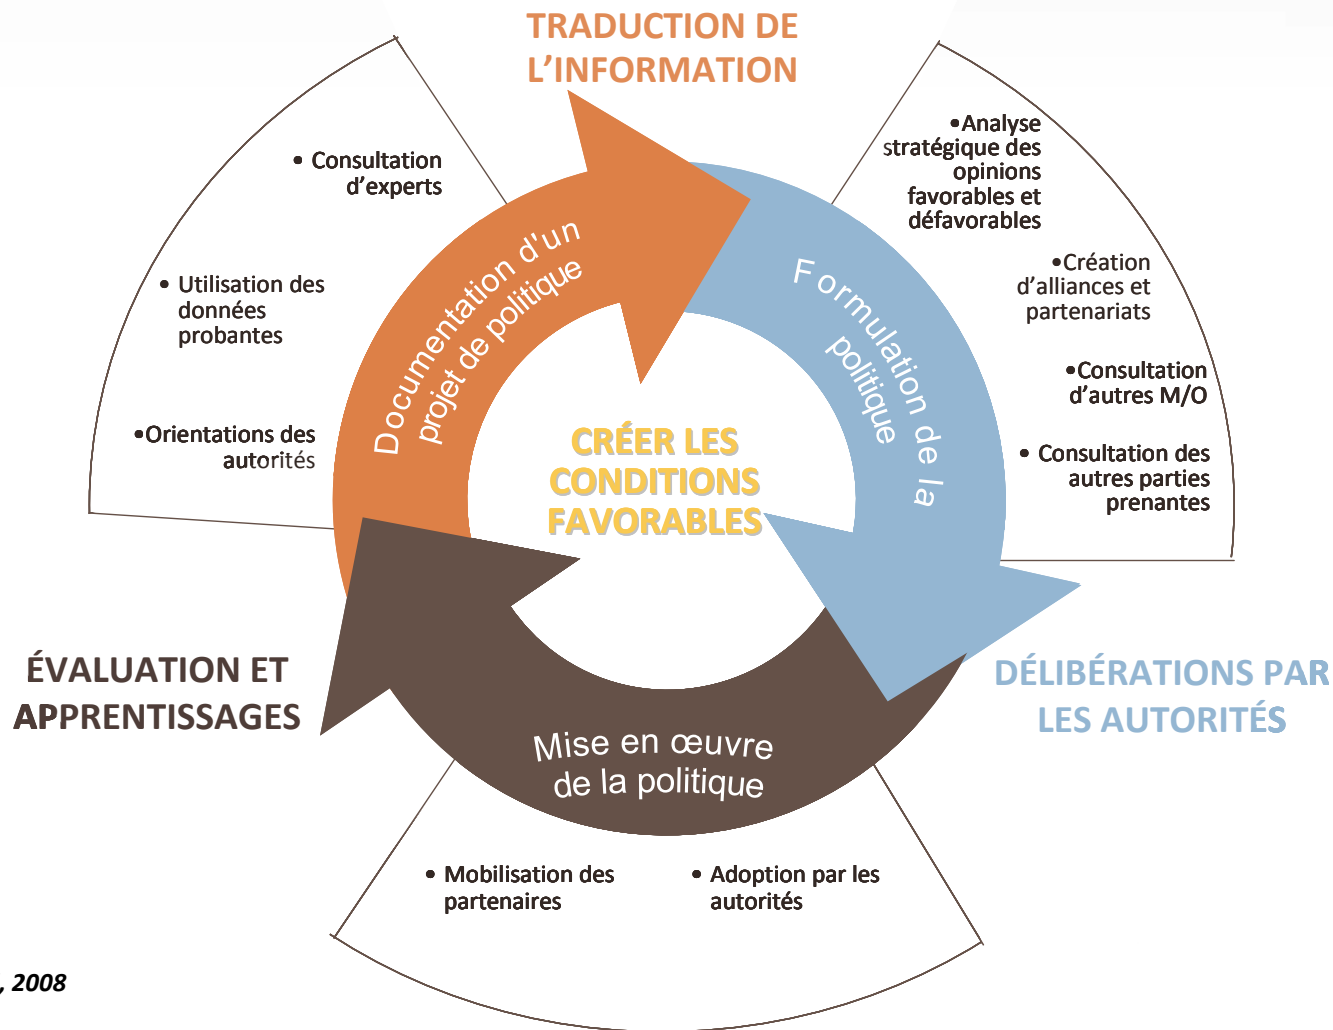 TRADUCTION DE
L'INFORMATION
• Consultation
d'experts
• Utilisation des
données
probantes
•Orientations des
autorités
Documentation d'un
projet de politique
•Analyse
stratégique des
opinions
favorables et
défavorables
•Création
d'alliances et
partenariats
•Consultation
d'autres M/O
• Consultation des
autres parties
prenantes
Formulation de la
politique
CRÉER LES
CONDITIONS
FAVORABLES
ÉVALUATION ET
APPRENTISSAGES
DÉLIBÉRATIONS PAR
LES AUTORITÉS
Mise en œuvre
de la politique
• Mobilisation des
partenaires
• Adoption par les
autorités
, 2008